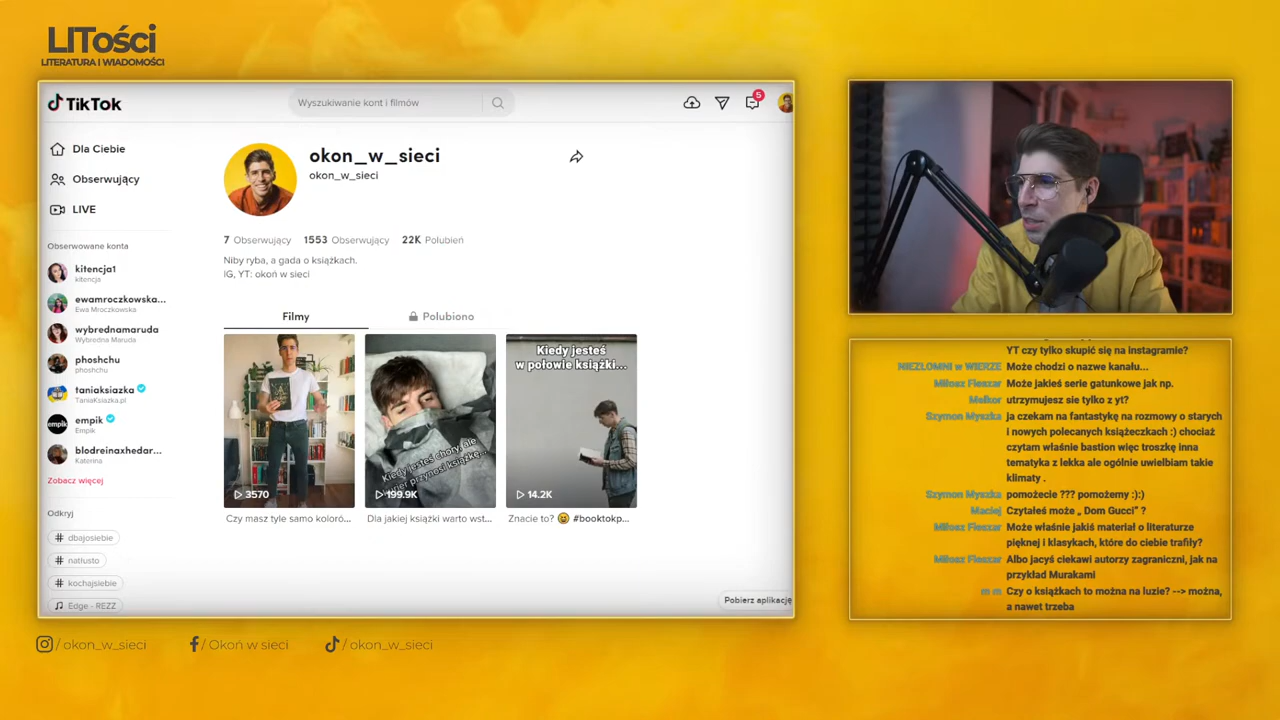 LITości
LITERATURA I WIADOMOŚCI
TikTok
Wyszukiwanie kont i filmów
5
Dla Ciebie
Obserwujący
LIVE
Obserwowane konta
kitencja1
kitencja
ewamroczkowska...
Ewa Mroczkowska
wybrednamaruda
Wybredna Maruda
phoshchu
phoshchu
taniaksiazka
TaniaKsiazka.pl
empik
empik
Empik
blodreinaxhedar...
Katerina
Zobacz więcej
Odkryj
# dbajosiebie
# natłusto
# kochajsiebie
Edge - REZZ
okon_w_sieci
okon_w_sieci
7 Obserwujący 1553 Obserwujący 22K Polubień
Niby ryba, a gada o książkach.
IG, YT: okoń w sieci
Filmy
Polubiono
3570
Czy masz tyle samo koloró...
Kiedy jesteś chory, ale
kurier przynosi książkę...
199.9K
Dla jakiej książki warto wst...
Kiedy jesteś
w połowie książki...
14.2K
Znacie to? 😆 #booktokp...
Pobierz aplikację
YT czy tylko skupić się na instagramie?
NIEZŁOMNI w WIERZE Może chodzi o nazwe kanału...
Miłosz Fleszar Może jakieś serie gatunkowe jak np.
Melkor utrzymujesz sie tylko z yt?
Szymon Myszka ja czekam na fantastykę na rozmowy o starych
i nowych polecanych książeczkach :) chociaż
czytam właśnie bastion więc troszkę inna
tematyka z lekka ale ogólnie uwielbiam takie
klimaty .
Szymon Myszka pomożecie ??? pomożemy :):)
Maciej Czytałeś może „ Dom Gucci” ?
Miłosz Fleszar Może właśnie jakiś materiał o literaturze
pięknej i klasykach, które do ciebie trafiły?
Miłosz Fleszar Albo jacyś ciekawi autorzy zagraniczni, jak na
przykład Murakami
m m Czy o książkach to można na luzie? --> można,
a nawet trzeba
/ okon_w_sieci
/ Okoń w sieci
/ okon_w_sieci